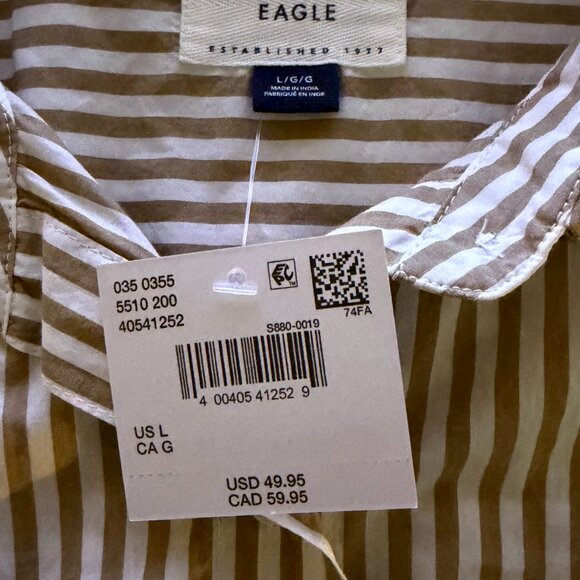 EAGLE
ESTABLISHED 1977
L/G/G
MADE IN INDIA
FABRIQUÉ EN INDE
035 0355
5510 200
40541252
74FA
S880-0019
4 00405 41252 9
US L
CA G
USD 49.95
CAD 59.95